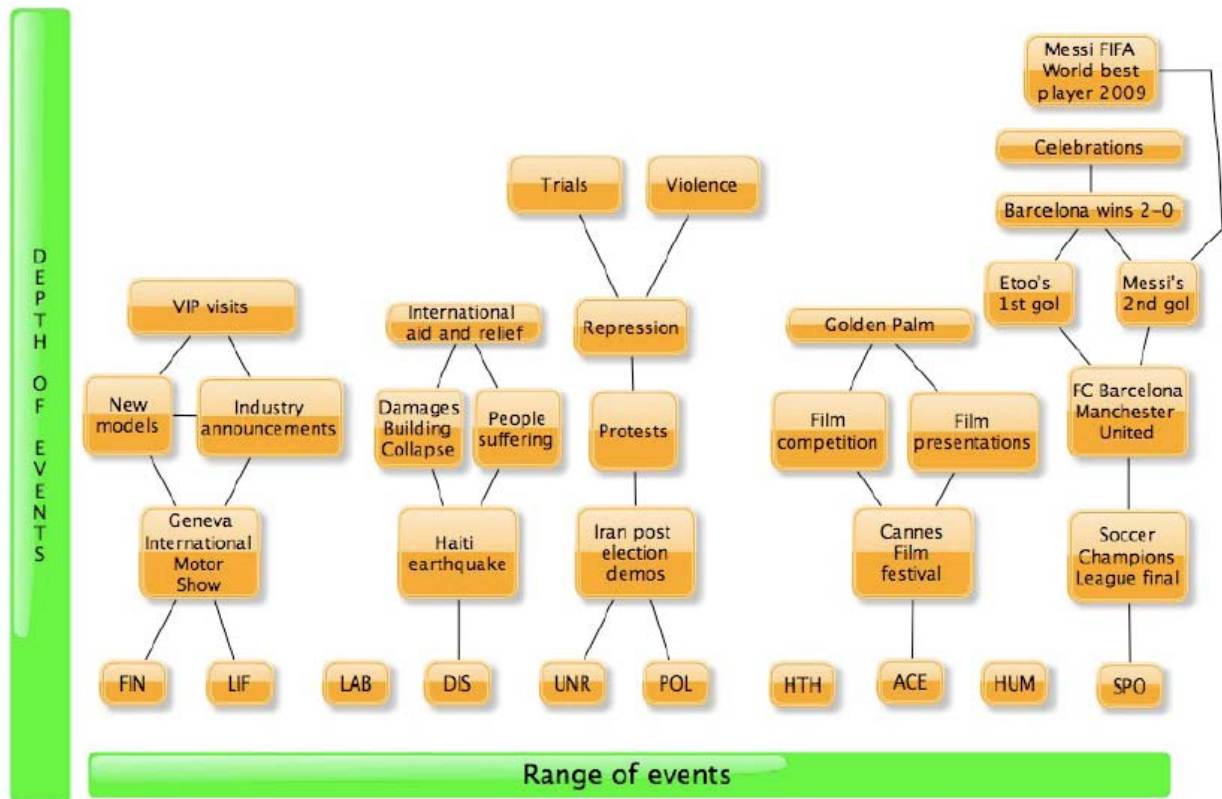 Messi FIFA
World best
player 2009
Celebrations
Trials
Violence
Barcelona wins 2-0
Etoo's
1st gol
Messi's
2nd gol
VIP visits
International
aid and relief
Repression
Golden Palm
New
models
Industry
announcements
Damages
Building
Collapse
People
suffering
Protests
Film
competition
Film
presentations
FC Barcelona
Manchester
United
Geneva
International
Motor
Show
Haiti
earthquake
Iran post
election
demos
Cannes
Film
festival
Soccer
Champions
League final
FIN
LIF
LAB
DIS
UNR
POL
HTH
ACE
HUM
SPO
DEPTH OF EVENTS
Range of events